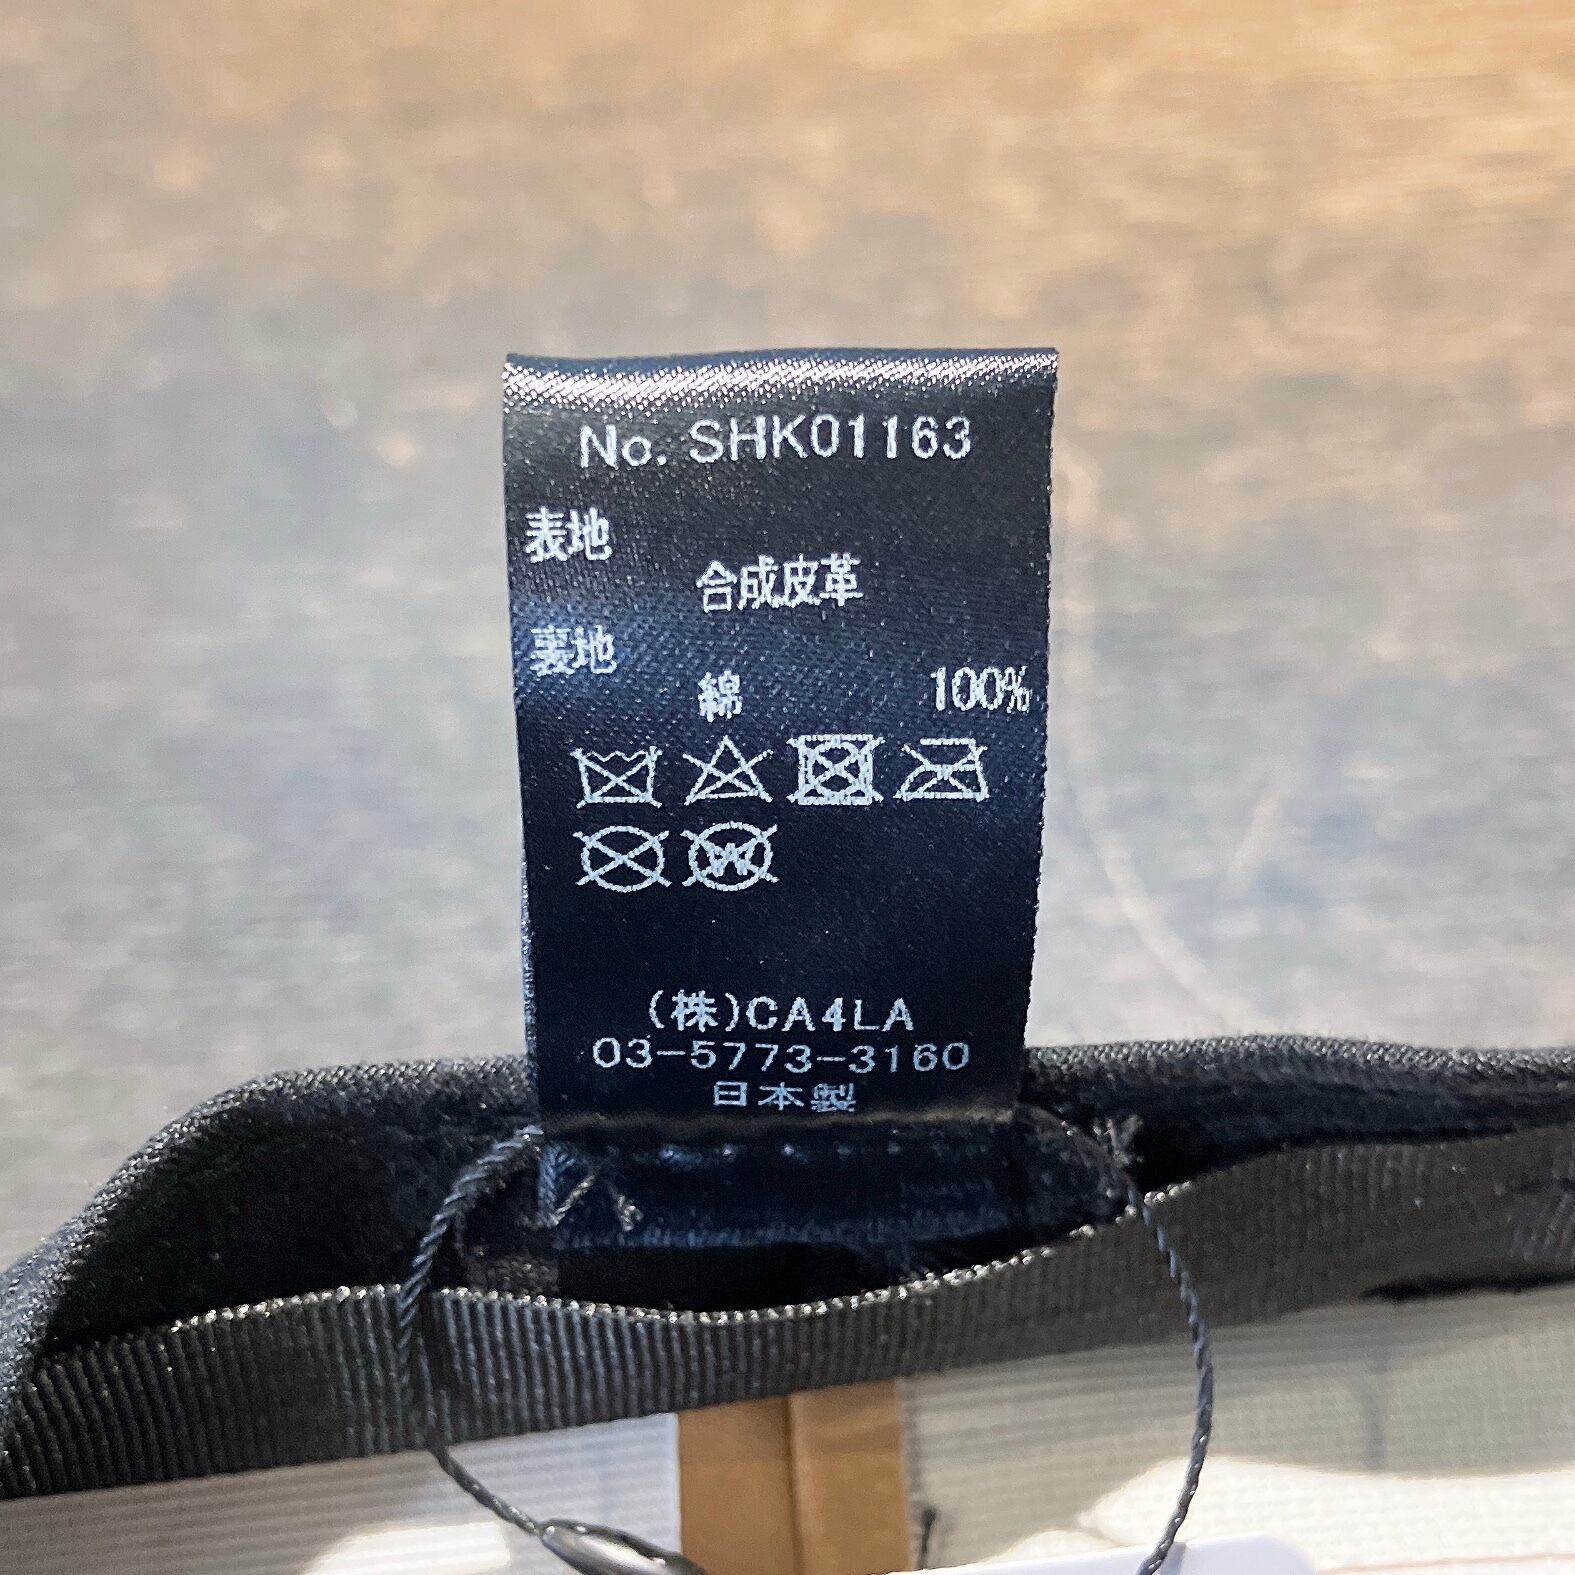 No. SHK01163
表地
合成皮革
裏地
綿 100%
W
(株)CA4LA
03-5773-3160
日本製